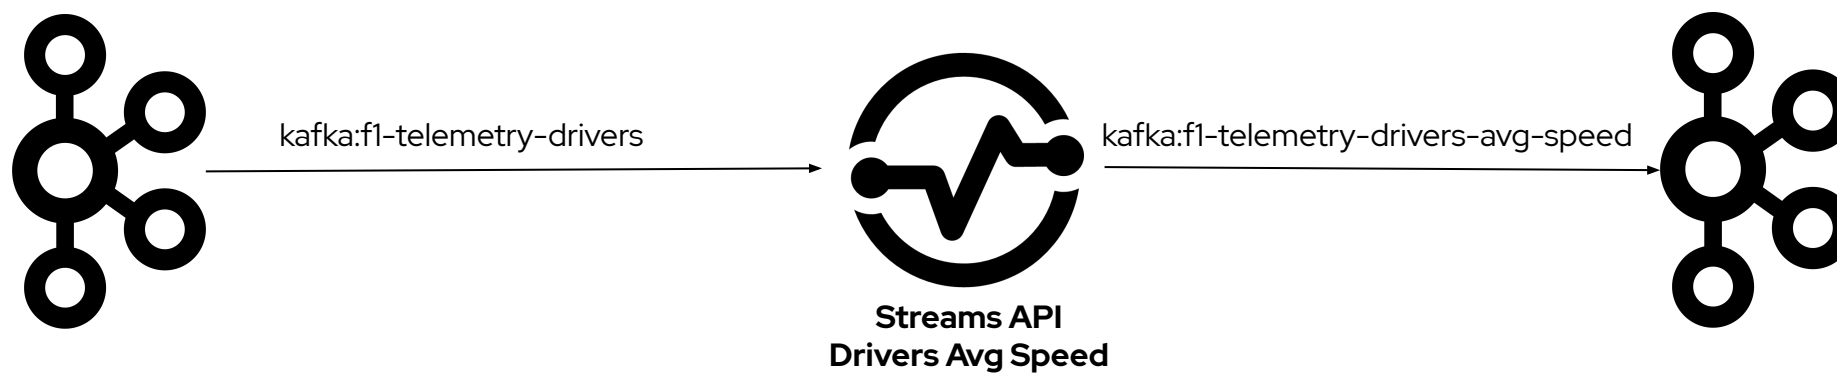 kafka:f1-telemetry-drivers
kafka:f1-telemetry-drivers-avg-speed
Streams API
Drivers Avg Speed